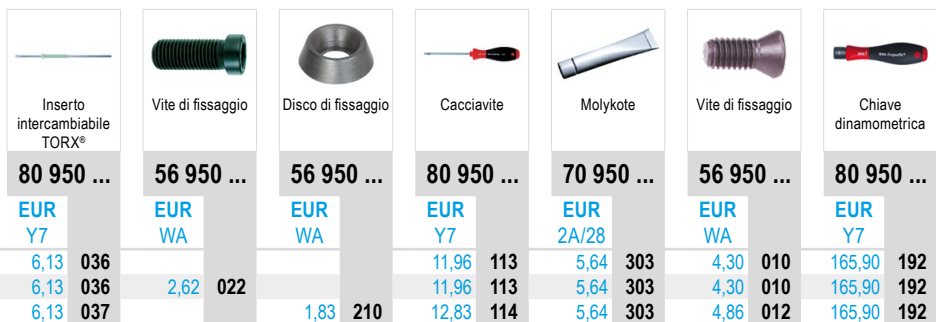 Inserto intercambiabile TORX® Vite di fissaggio Disco di fissaggio Cacciavite Molykote Vite di fissaggio Chiave dinamometrica
80 950 ... 56 950 ... 56 950 ... 80 950 ... 70 950 ... 56 950 ... 80 950 ...
EUR EUR EUR EUR EUR EUR EUR
Y7 WA WA Y7 2A/28 WA Y7
6,13 036 11,96 113 5,64 303 4,30 010 165,90 192
6,13 036 2,62 022 11,96 113 5,64 303 4,30 010 165,90 192
6,13 037 1,83 210 12,83 114 5,64 303 4,86 012 165,90 192